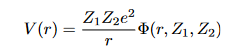 V(r) = \frac{Z_1 Z_2 e^2}{r} \Phi(r, Z_1, Z_2)